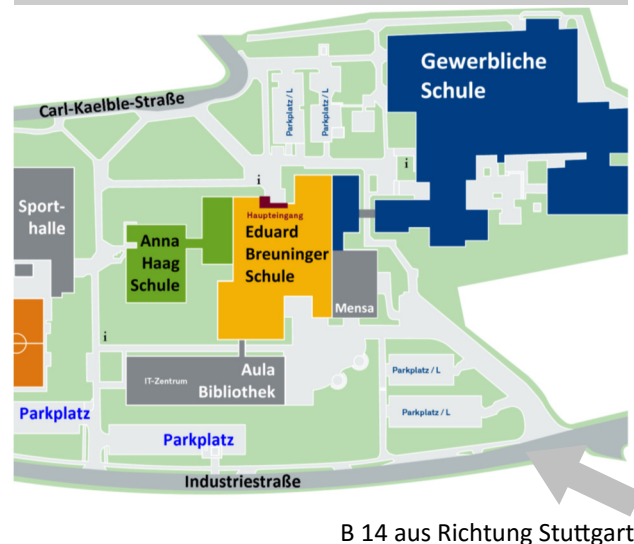 Gewerbliche
Schule
Carl-Kaelble-Straße
Parkplatz / L
Parkplatz / L
i
i
Sport-
halle
Haupteingang
Eduard
Breuninger
Schule
Anna
Haag
Schule
Mensa
i
Aula
Bibliothek
IT-Zentrum
Parkplatz / L
Parkplatz / L
Parkplatz
Parkplatz
Industriestraße
B 14 aus Richtung Stuttgart